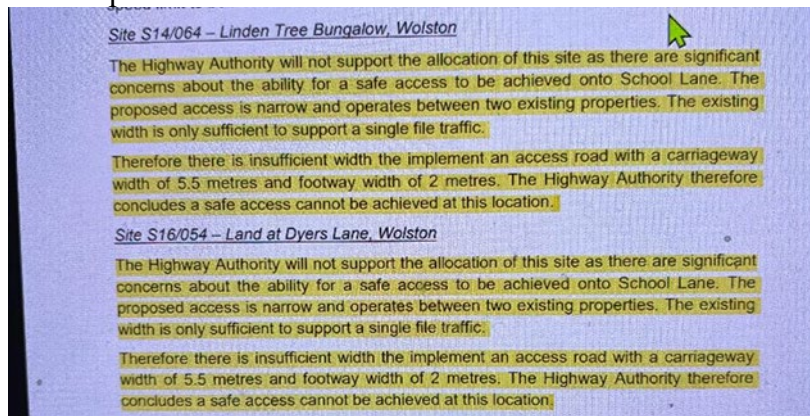 Site S14/064 – Linden Tree Bungalow, Wolston
The Highway Authority will not support the allocation of this site as there are significant
concerns about the ability for a safe access to be achieved onto School Lane. The
proposed access is narrow and operates between two existing properties. The existing
width is only sufficient to support a single file traffic.
Therefore there is insufficient width the implement an access road with a carriageway
width of 5.5 metres and footway width of 2 metres. The Highway Authority therefore
concludes a safe access cannot be achieved at this location.
Site S16/054 – Land at Dyers Lane, Wolston
The Highway Authority will not support the allocation of this site as there are significant
concerns about the ability for a safe access to be achieved onto School Lane. The
proposed access is narrow and operates between two existing properties. The existing
width is only sufficient to support a single file traffic.
Therefore there is insufficient width the implement an access road with a carriageway
width of 5.5 metres and footway width of 2 metres. The Highway Authority therefore
concludes a safe access cannot be achieved at this location.